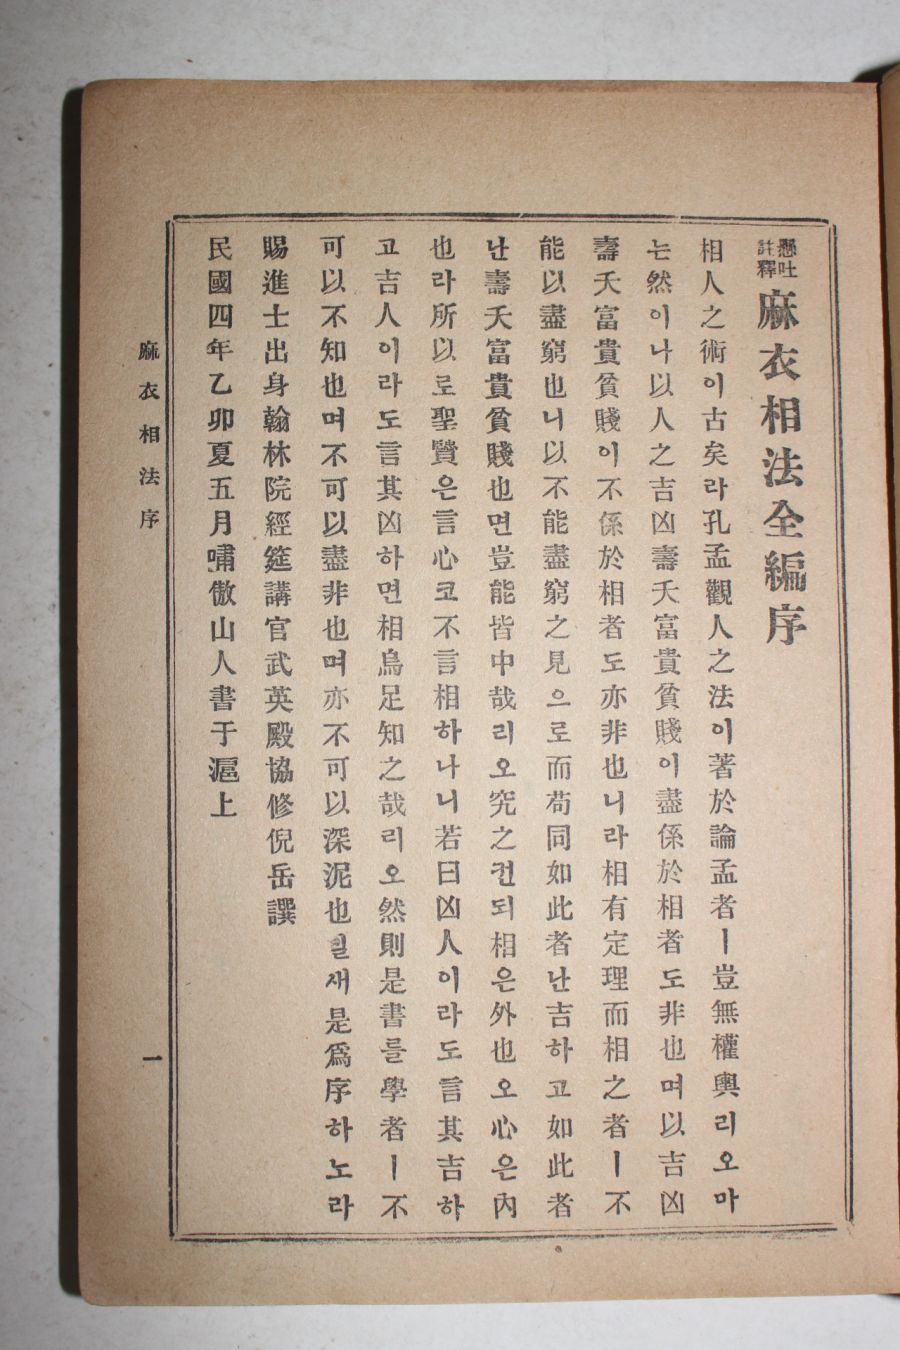 懸吐註釋 麻衣相法全編序
相人之術이古矣라孔孟觀人之法이著於論孟者ㅣ豈無權輿리오마
는然이나以人之吉凶壽夭富貴貧賤이盡係於相者도非也며以吉凶
壽夭富貴貧賤이不係於相者도亦非也니라相有定理而相之者ㅣ不
能以盡窮也니以不能盡窮之見으로而苟同如此者난吉하고如此者
난壽夭富貴貧賤也면豈能皆中哉리오究之컨되相은外也오心은內
也라所以로聖賢은言心코不言相하나니若曰凶人이라도言其吉하
고吉人이라도言其凶하면相烏足知之哉리오然則是書를學者ㅣ不
可以不知也며不可以盡非也며亦不可以深泥也일새是爲序하노라
賜進士出身翰林院經筵講官武英殿協修倪岳譔
民國四年乙卯夏五月嘯傲山人書于滬上
麻衣相法序
一